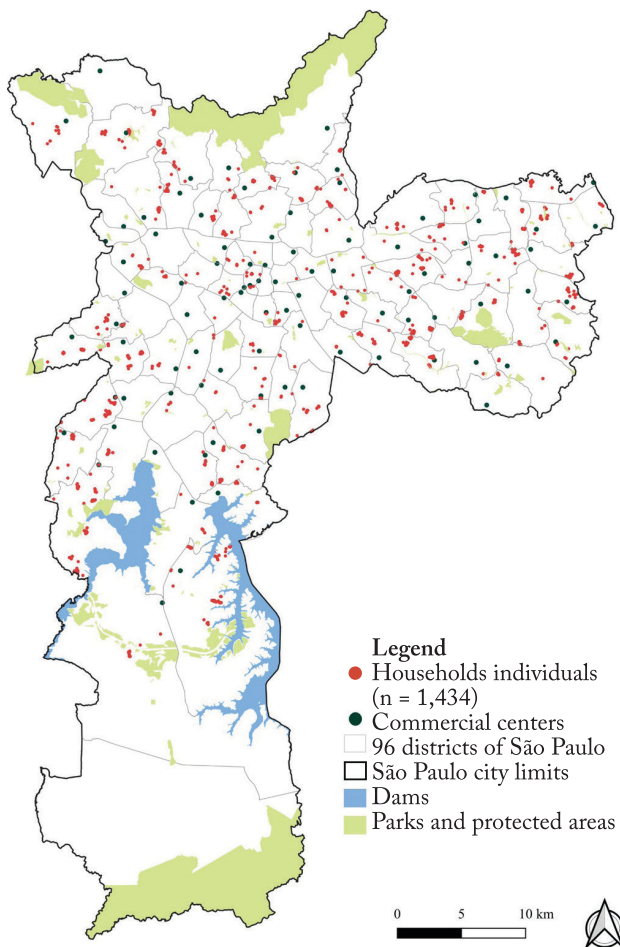 Legend
Households individuals
(n = 1,434)
Commercial centers
96 districts of São Paulo
São Paulo city limits
Dams
Parks and protected areas
0 5 10 km